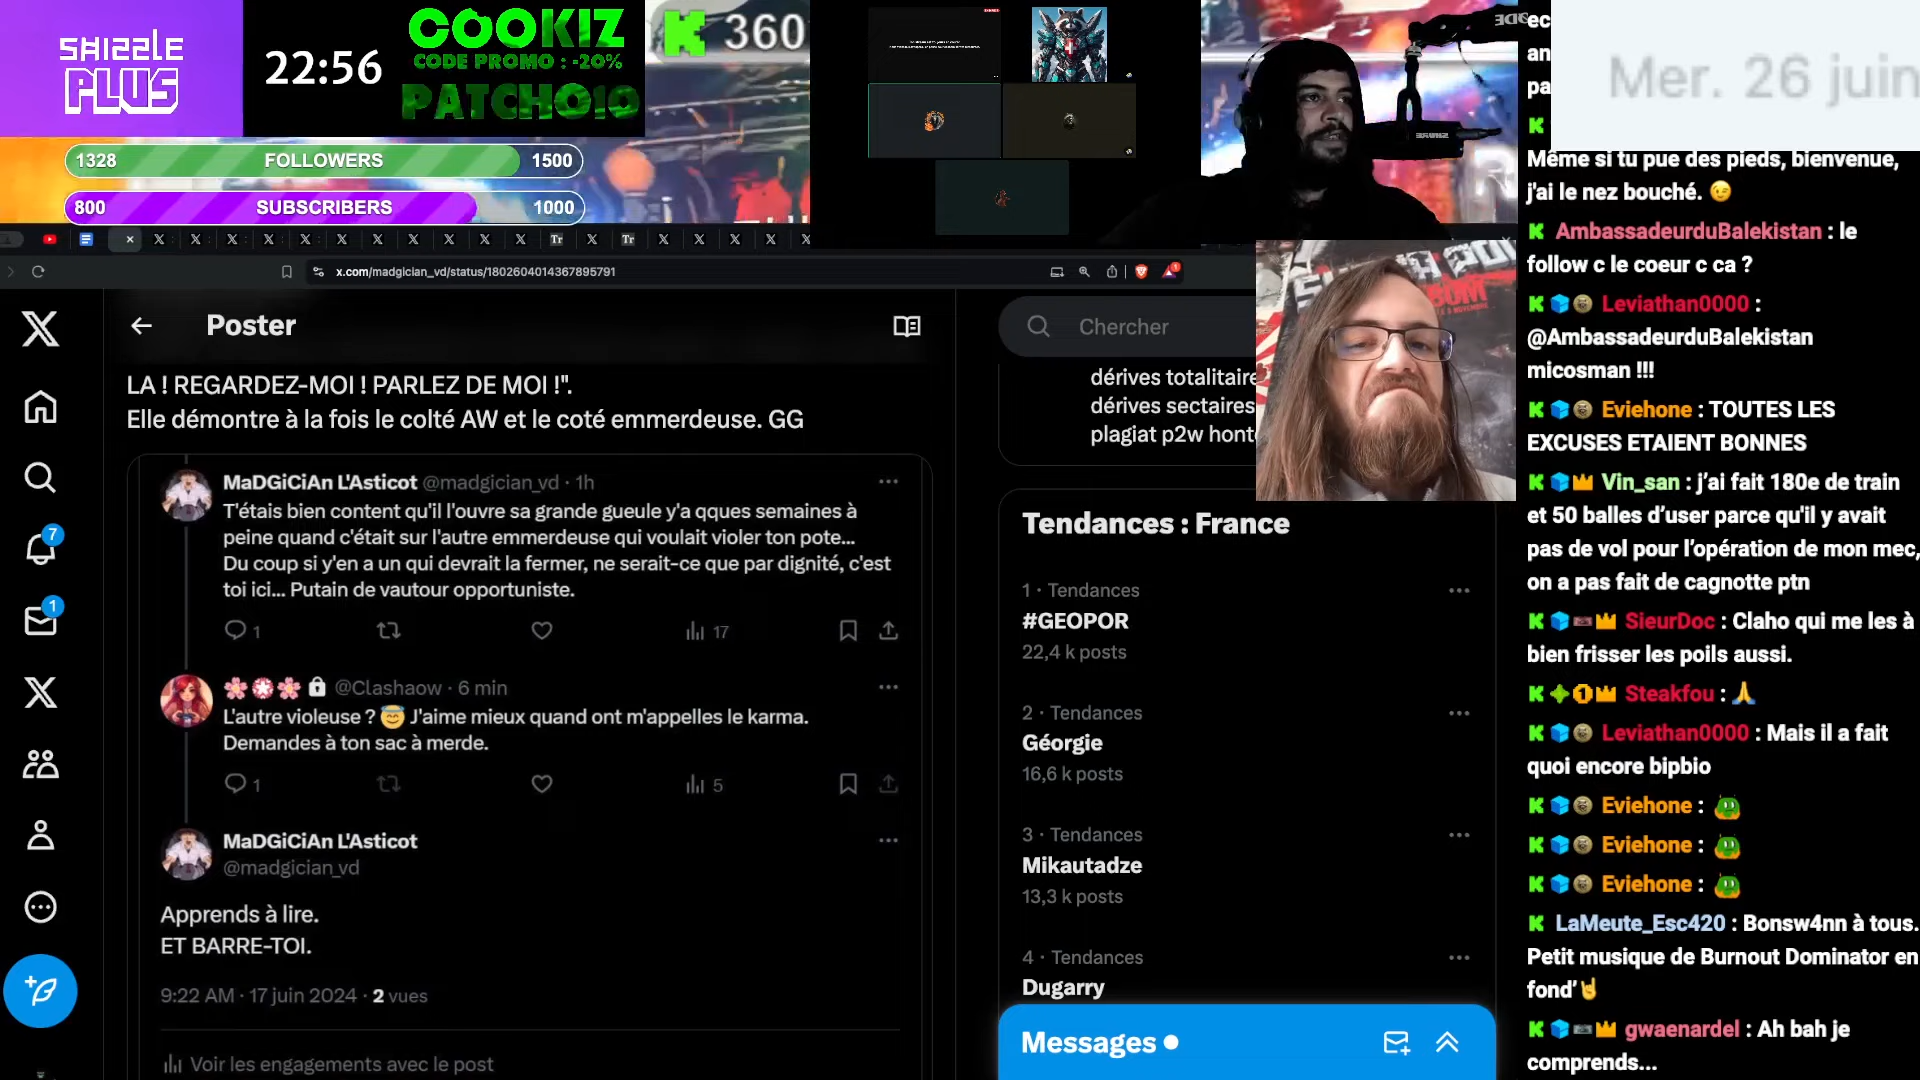 SHIZZLE
PLUS
22:56
COOKIZ
CODE PROMO : -20%
PATCHO10
360
1328 FOLLOWERS 1500
800 SUBSCRIBERS 1000
Mer. 26 juin
x.com/madgician_vd/status/1802604014367895791
Poster
LA ! REGARDEZ-MOI ! PARLEZ DE MOI !".
Elle démontre à la fois le colté AW et le coté emmerdeuse. GG
MaDGiCiAn L'Asticot @madgician_vd · 1h
T'étais bien content qu'il l'ouvre sa grande gueule y'a qques semaines à
peine quand c'était sur l'autre emmerdeuse qui voulait violer ton pote...
Du coup si y'en a un qui devrait la fermer, ne serait-ce que par dignité, c'est
toi ici... Putain de vautour opportuniste.
1 17
🌸💮🌸 🔒 @Clashaow · 6 min
L'autre violeuse ? 😇 J'aime mieux quand ont m'appelles le karma.
Demandes à ton sac à merde.
1 5
MaDGiCiAn L'Asticot
@madgician_vd
Apprends à lire.
ET BARRE-TOI.
9:22 AM · 17 juin 2024 · 2 vues
Voir les engagements avec le post
7
1
Chercher
dérives totalitaire
dérives sectaires
plagiat p2w hont
Tendances : France
1 · Tendances
#GEOPOR
22,4 k posts
2 · Tendances
Géorgie
16,6 k posts
3 · Tendances
Mikautadze
13,3 k posts
4 · Tendances
Dugarry
Messages
ec
an
pa
Même si tu pue des pieds, bienvenue,
j'ai le nez bouché. 😉
AmbassadeurduBalekistan : le
follow c le coeur c ca ?
Leviathan0000 :
@AmbassadeurduBalekistan
micosman !!!
Eviehone : TOUTES LES
EXCUSES ETAIENT BONNES
Vin_san : j’ai fait 180e de train
et 50 balles d’user parce qu'il y avait
pas de vol pour l’opération de mon mec,
on a pas fait de cagnotte ptn
SieurDoc : Claho qui me les à
bien frisser les poils aussi.
Steakfou : 🙏
Leviathan0000 : Mais il a fait
quoi encore bipbio
Eviehone :
Eviehone :
Eviehone :
LaMeute_Esc420 : Bonsw4nn à tous.
Petit musique de Burnout Dominator en
fond’🤘
gwaenardel : Ah bah je
comprends...